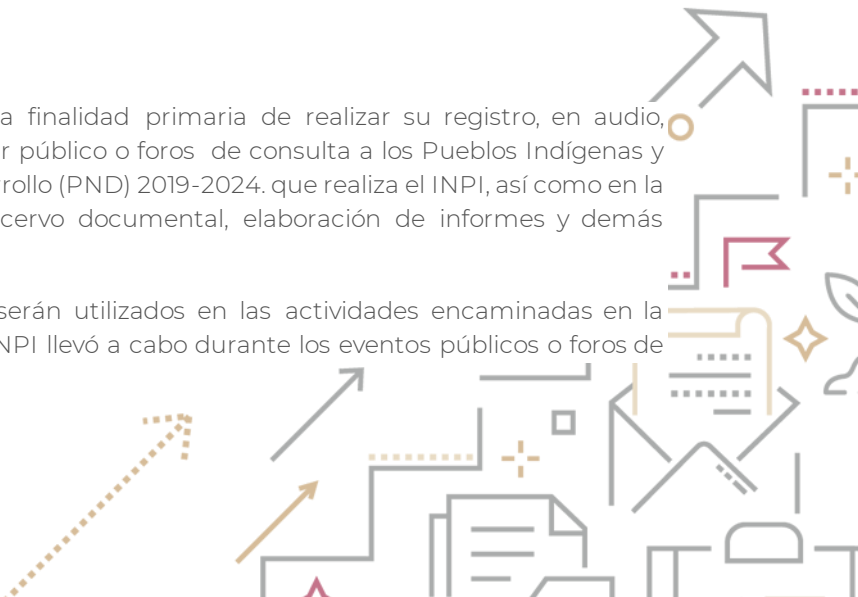 a finalidad primaria de realizar su registro, en audio,
r público o foros de consulta a los Pueblos Indígenas y
rrollo (PND) 2019-2024. que realiza el INPI, así como en la
cervo documental, elaboración de informes y demás
serán utilizados en las actividades encaminadas en la
NPI llevó a cabo durante los eventos públicos o foros de